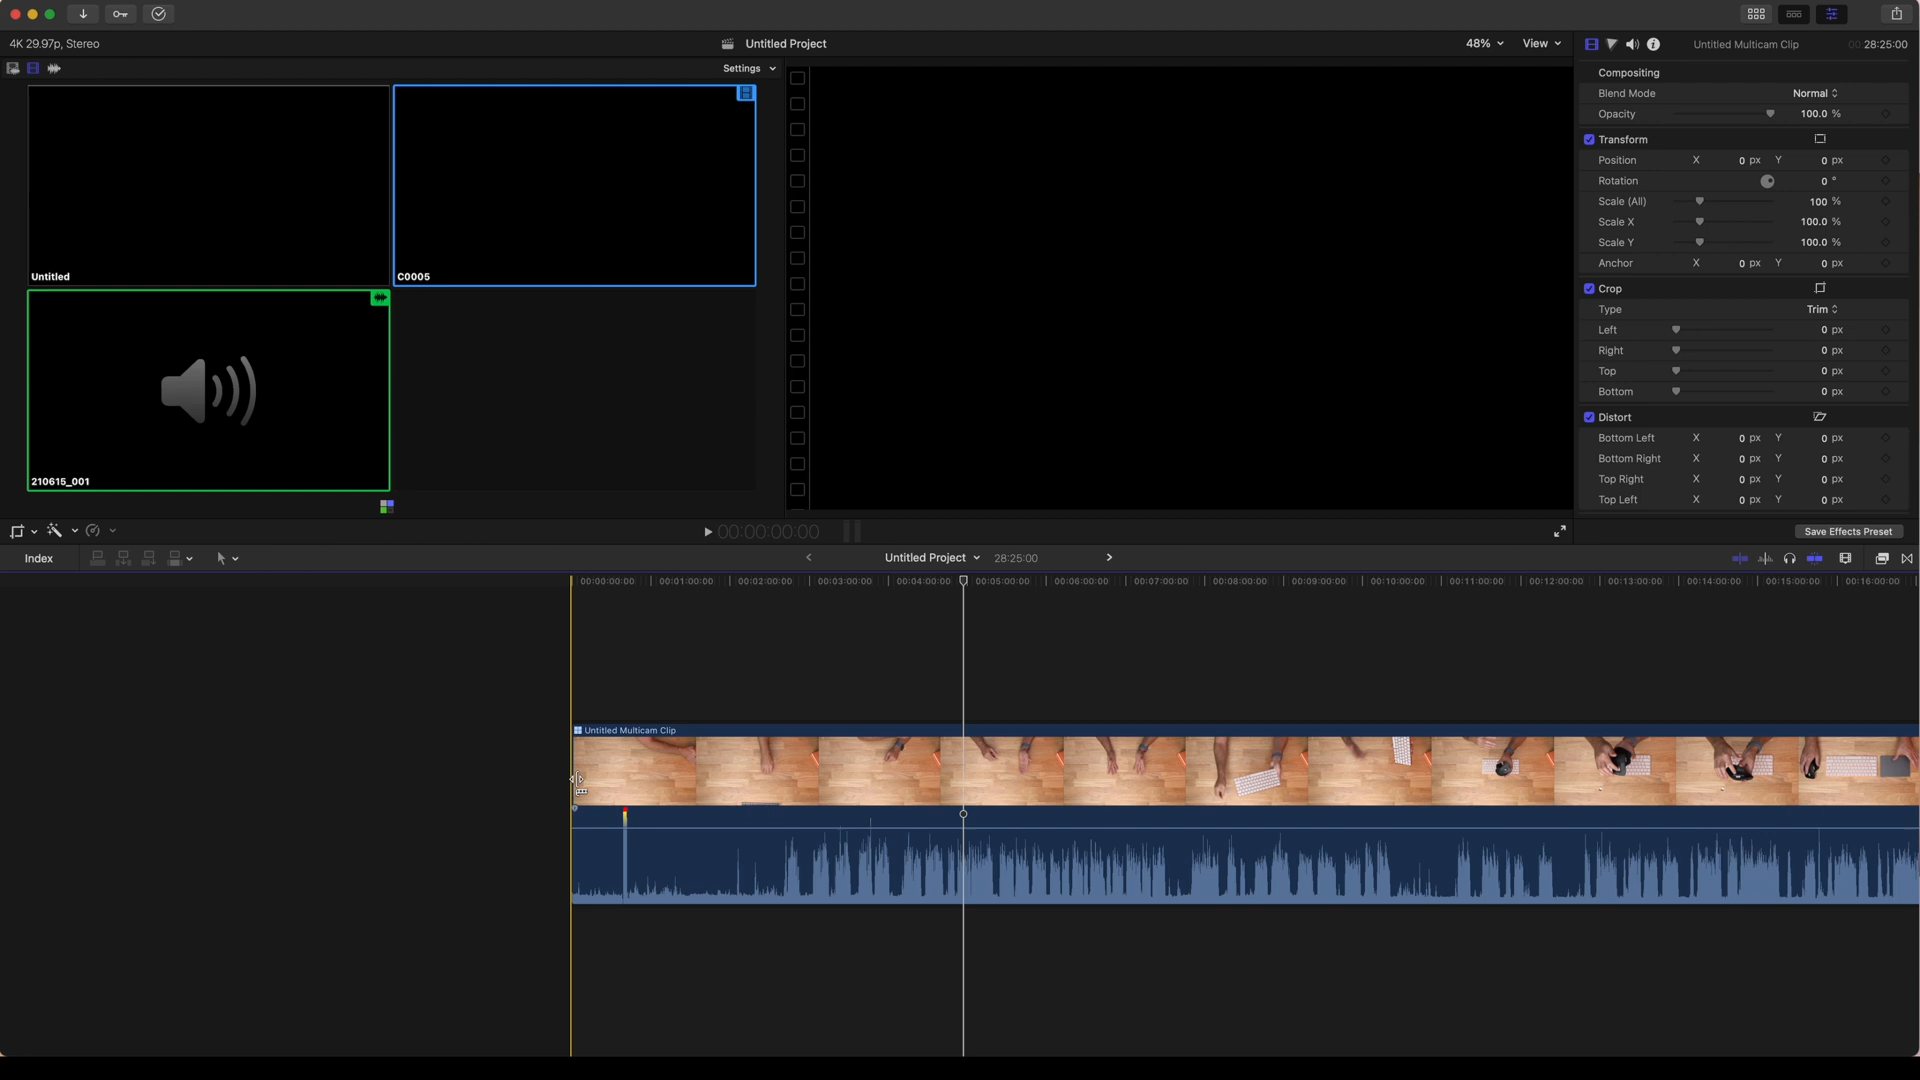 4K 29.97p, Stereo
Untitled Project
48%
View
Untitled Multicam Clip
00:28:25:00
Settings
Untitled
C0005
210615_001
Compositing
Blend Mode Normal
Opacity 100.0 %
Transform
Position X 0 px Y 0 px
Rotation 0 °
Scale (All) 100 %
Scale X 100.0 %
Scale Y 100.0 %
Anchor X 0 px Y 0 px
Crop
Type Trim
Left 0 px
Right 0 px
Top 0 px
Bottom 0 px
Distort
Bottom Left X 0 px Y 0 px
Bottom Right X 0 px Y 0 px
Top Right X 0 px Y 0 px
Top Left X 0 px Y 0 px
00:00:00:00
Save Effects Preset
Index
Untitled Project
28:25:00
00:00:00:00 00:01:00:00 00:02:00:00 00:03:00:00 00:04:00:00 00:05:00:00 00:06:00:00 00:07:00:00 00:08:00:00 00:09:00:00 00:10:00:00 00:11:00:00 00:12:00:00 00:13:00:00 00:14:00:00 00:15:00:00 00:16:00:00
Untitled Multicam Clip